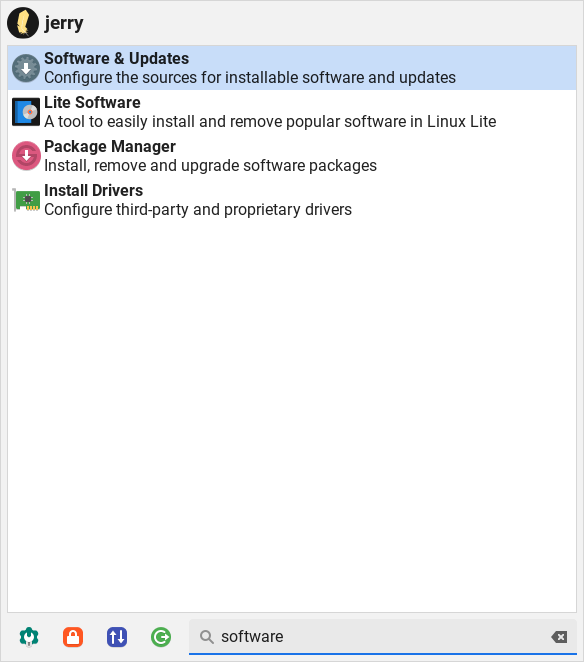 jerry
Software & Updates
Configure the sources for installable software and updates
Lite Software
A tool to easily install and remove popular software in Linux Lite
Package Manager
Install, remove and upgrade software packages
Install Drivers
Configure third-party and proprietary drivers
software